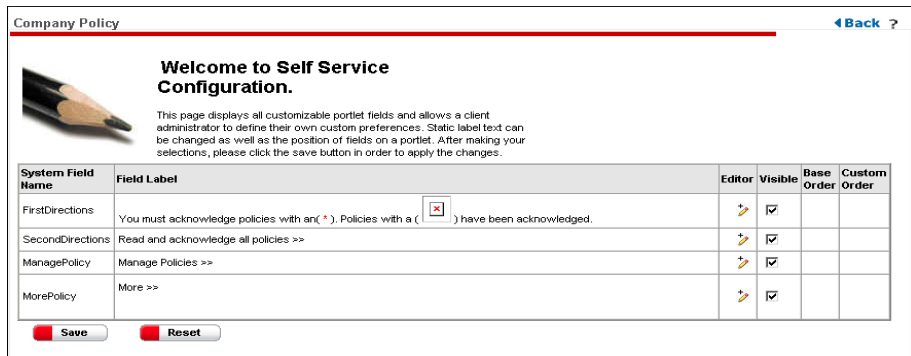 Company Policy
Back ?
Welcome to Self Service
Configuration.
This page displays all customizable portlet fields and allows a client
administrator to define their own custom preferences. Static label text can
be changed as well as the position of fields on a portlet. After making your
selections, please click the save button in order to apply the changes.
System Field Name Field Label Editor Visible Base Order Custom Order
FirstDirections You must acknowledge policies with an( * ). Policies with a ( ) have been acknowledged.
SecondDirections Read and acknowledge all policies >>
ManagePolicy Manage Policies >>
MorePolicy More >>
Save Reset